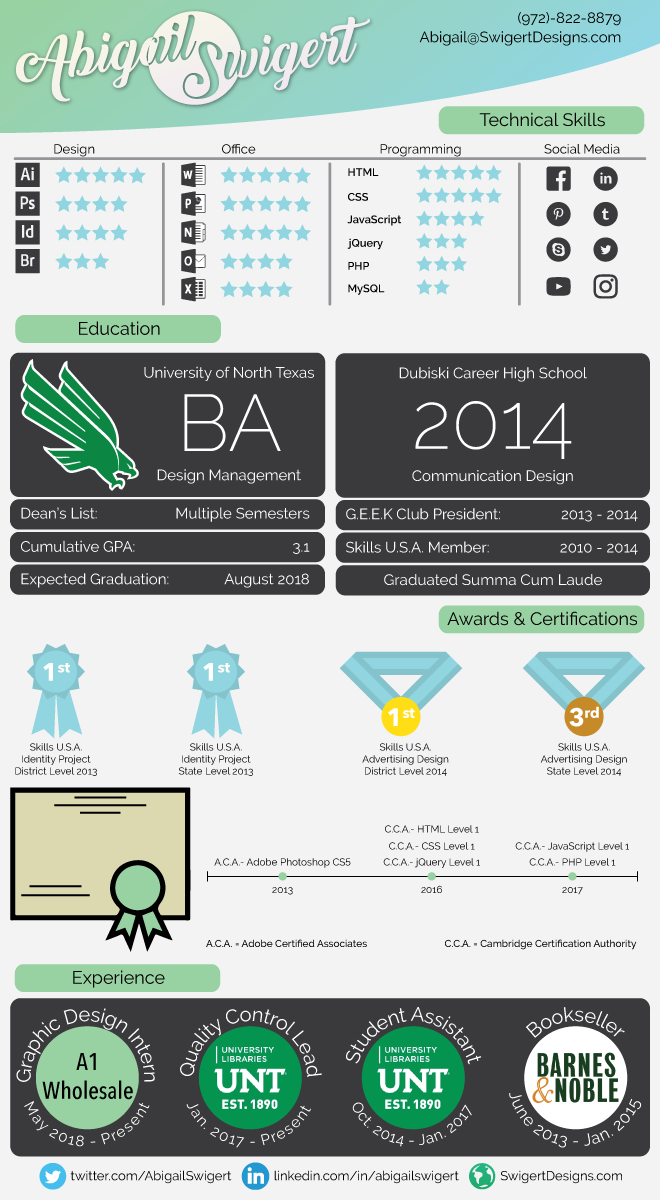 Abigail Swigert
(972)-822-8879
Abigail@SwigertDesigns.com
Technical Skills
Design
Ai
Ps
Id
Br
Office
W
P
N
O
X
Programming
HTML
CSS
JavaScript
jQuery
PHP
MySQL
Social Media
Education
University of North Texas
BA
Design Management
Dean's List: Multiple Semesters
Cumulative GPA: 3.1
Expected Graduation: August 2018
Dubiski Career High School
2014
Communication Design
G.E.E.K Club President: 2013 - 2014
Skills U.S.A. Member: 2010 - 2014
Graduated Summa Cum Laude
Awards & Certifications
1st
Skills U.S.A.
Identity Project
District Level 2013
1st
Skills U.S.A.
Identity Project
State Level 2013
1st
Skills U.S.A.
Advertising Design
District Level 2014
3rd
Skills U.S.A.
Advertising Design
State Level 2014
A.C.A.- Adobe Photoshop CS5
2013
C.C.A.- HTML Level 1
C.C.A.- CSS Level 1
C.C.A.- jQuery Level 1
2016
C.C.A.- JavaScript Level 1
C.C.A.- PHP Level 1
2017
A.C.A. = Adobe Certified Associates
C.C.A. = Cambridge Certification Authority
Experience
Graphic Design Intern
A1
Wholesale
May 2018 - Present
Quality Control Lead
UNIVERSITY
LIBRARIES
UNT
EST. 1890
Jan. 2017 - Present
Student Assistant
UNIVERSITY
LIBRARIES
UNT
EST. 1890
Oct. 2014 - Jan. 2017
Bookseller
BARNES
&NOBLE
June 2013 - Jan. 2015
twitter.com/AbigailSwigert
linkedin.com/in/abigailswigert
SwigertDesigns.com